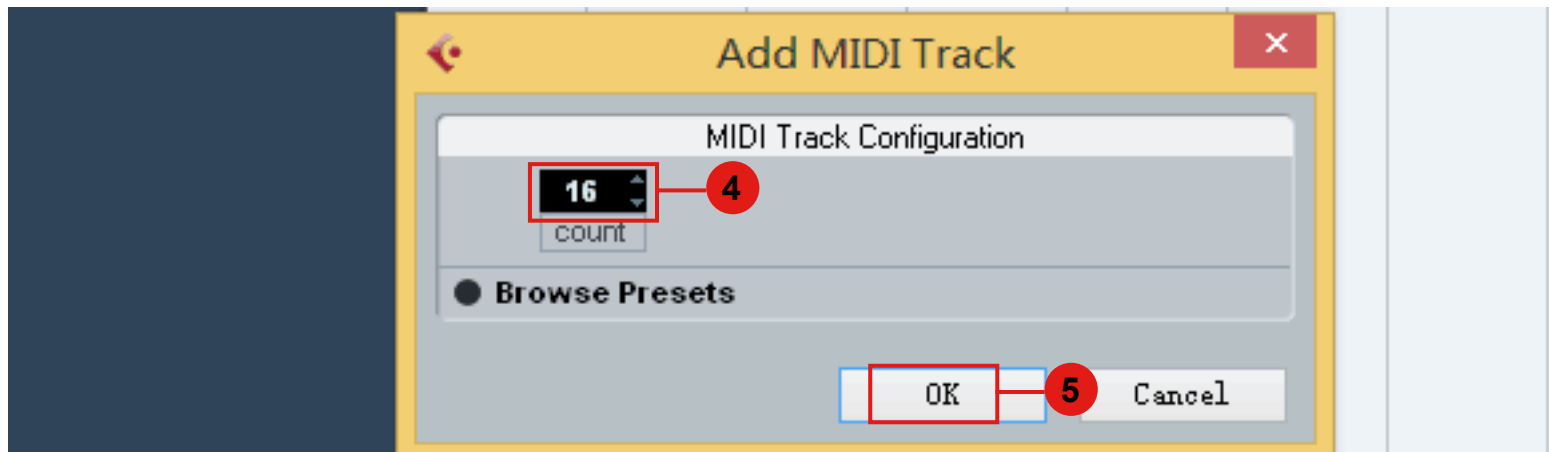 Add MIDI Track
MIDI Track Configuration
16
4
count
Browse Presets
OK
5
Cancel